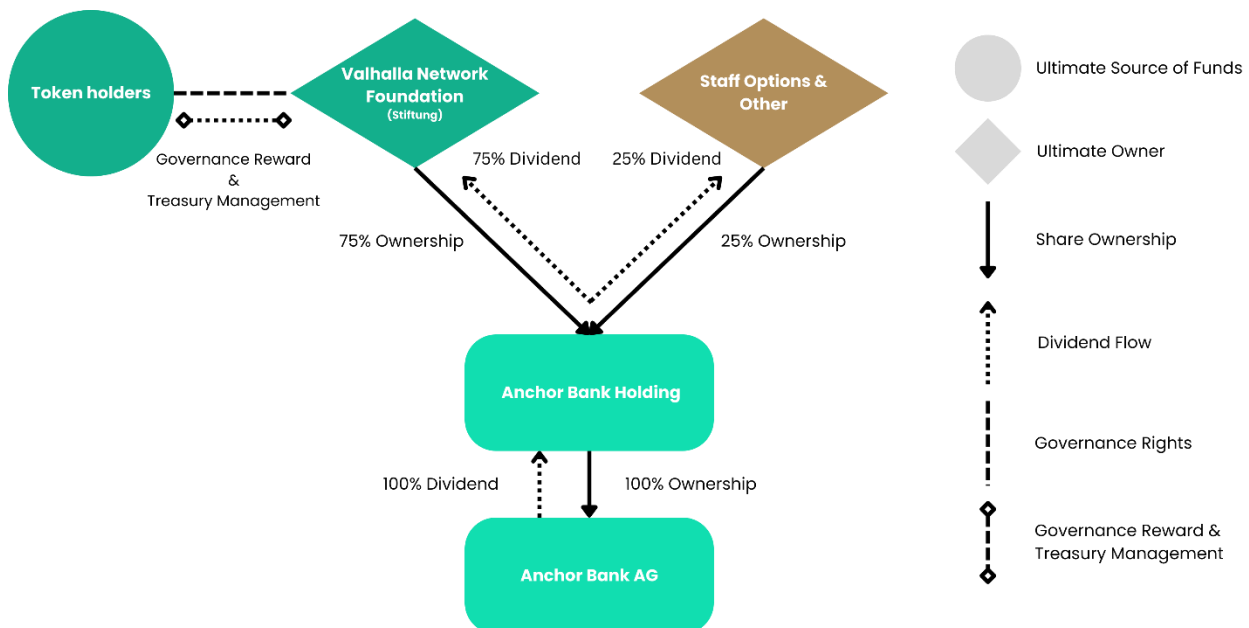 Token holders
Valhalla Network
Foundation
(Stiftung)
Staff Options &
Other
Governance Reward
&
Treasury Management
75% Dividend
25% Dividend
75% Ownership
25% Ownership
Anchor Bank Holding
100% Dividend
100% Ownership
Anchor Bank AG
Ultimate Source of Funds
Ultimate Owner
Share Ownership
Dividend Flow
Governance Rights
Governance Reward &
Treasury Management